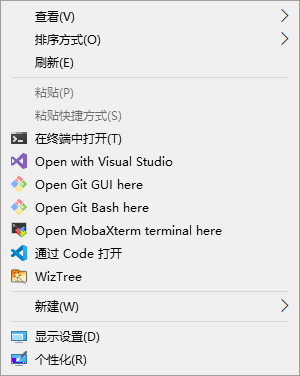 查看(V)
排序方式(O)
刷新(E)
粘贴(P)
粘贴快捷方式(S)
在终端中打开(T)
Open with Visual Studio
Open Git GUI here
Open Git Bash here
Open MobaXterm terminal here
通过 Code 打开
WizTree
新建(W)
显示设置(D)
个性化(R)